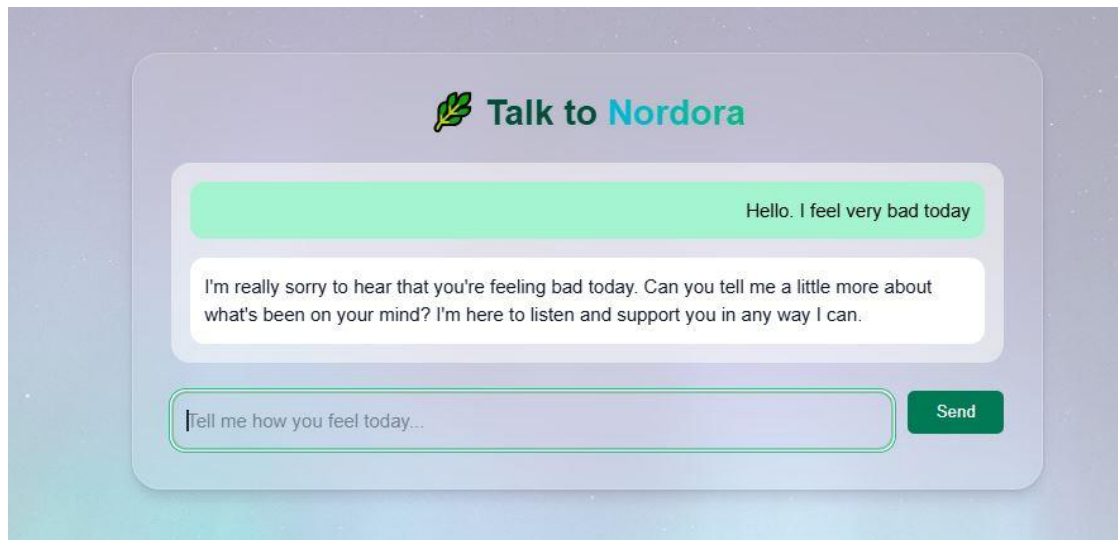 Talk to Nordora
Hello. I feel very bad today
I'm really sorry to hear that you're feeling bad today. Can you tell me a little more about
what's been on your mind? I'm here to listen and support you in any way I can.
Tell me how you feel today...
Send